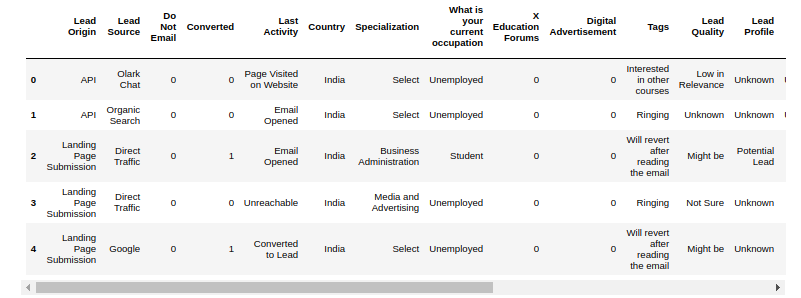 Lead Origin Lead Source Do Not Email Converted Last Activity Country Specialization What is your current occupation X Education Forums Digital Advertisement Tags Lead Quality Lead Profile
0 API Olark Chat 0 0 Page Visited on Website India Select Unemployed 0 0 Interested in other courses Low in Relevance Unknown
1 API Organic Search 0 0 Email Opened India Select Unemployed 0 0 Ringing Unknown Unknown
2 Landing Page Submission Direct Traffic 0 1 Email Opened India Business Administration Student 0 0 Will revert after reading the email Might be Potential Lead
3 Landing Page Submission Direct Traffic 0 0 Unreachable India Media and Advertising Unemployed 0 0 Ringing Not Sure Unknown
4 Landing Page Submission Google 0 1 Converted to Lead India Select Unemployed 0 0 Will revert after reading the email Might be Unknown